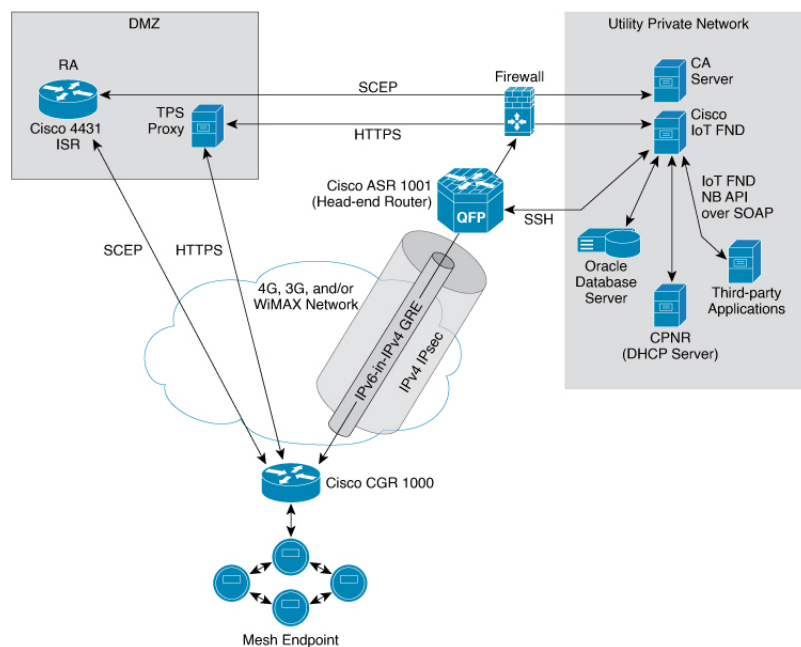 DMZ
Utility Private Network
RA
Cisco 4431
ISR
TPS
Proxy
SCEP
HTTPS
Firewall
CA
Server
Cisco
IoT FND
Cisco ASR 1001
(Head-end Router)
QFP
SSH
IoT FND
NB API
over SOAP
Oracle
Database
Server
Third-party
Applications
CPNR
(DHCP Server)
SCEP
HTTPS
4G, 3G, and/or
WiMAX Network
IPv6-in-IPv4 GRE
IPv4 IPsec
Cisco CGR 1000
Mesh Endpoint